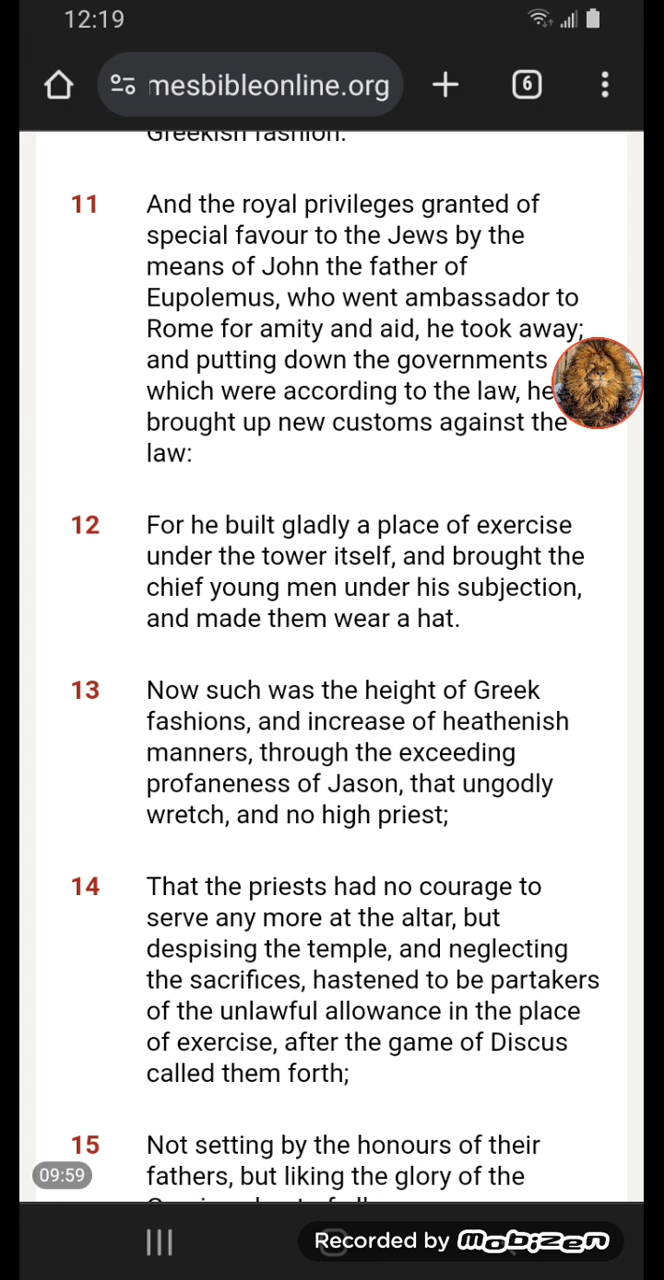 12:19
mesbibleonline.org
6
Greekish fashion.
11 And the royal privileges granted of
special favour to the Jews by the
means of John the father of
Eupolemus, who went ambassador to
Rome for amity and aid, he took away;
and putting down the governments
which were according to the law, he
brought up new customs against the
law:
12 For he built gladly a place of exercise
under the tower itself, and brought the
chief young men under his subjection,
and made them wear a hat.
13 Now such was the height of Greek
fashions, and increase of heathenish
manners, through the exceeding
profaneness of Jason, that ungodly
wretch, and no high priest;
14 That the priests had no courage to
serve any more at the altar, but
despising the temple, and neglecting
the sacrifices, hastened to be partakers
of the unlawful allowance in the place
of exercise, after the game of Discus
called them forth;
15 Not setting by the honours of their
fathers, but liking the glory of the
09:59
Recorded by mobizen